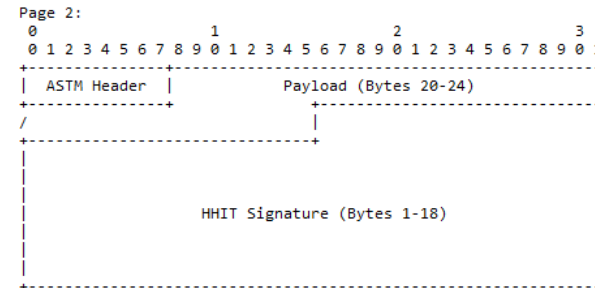 Page 2:
0                   1                   2                   3
0 1 2 3 4 5 6 7 8 9 0 1 2 3 4 5 6 7 8 9 0 1 2 3 4 5 6 7 8 9 0
+---------------+-----------------------------------------------
|  ASTM Header  |            Payload (Bytes 20-24)
+---------------+               +-------------------------------
/                               |
+-------------------------------+
|
|
|
|                   HHIT Signature (Bytes 1-18)
|
|
|
+---------------------------------------------------------------